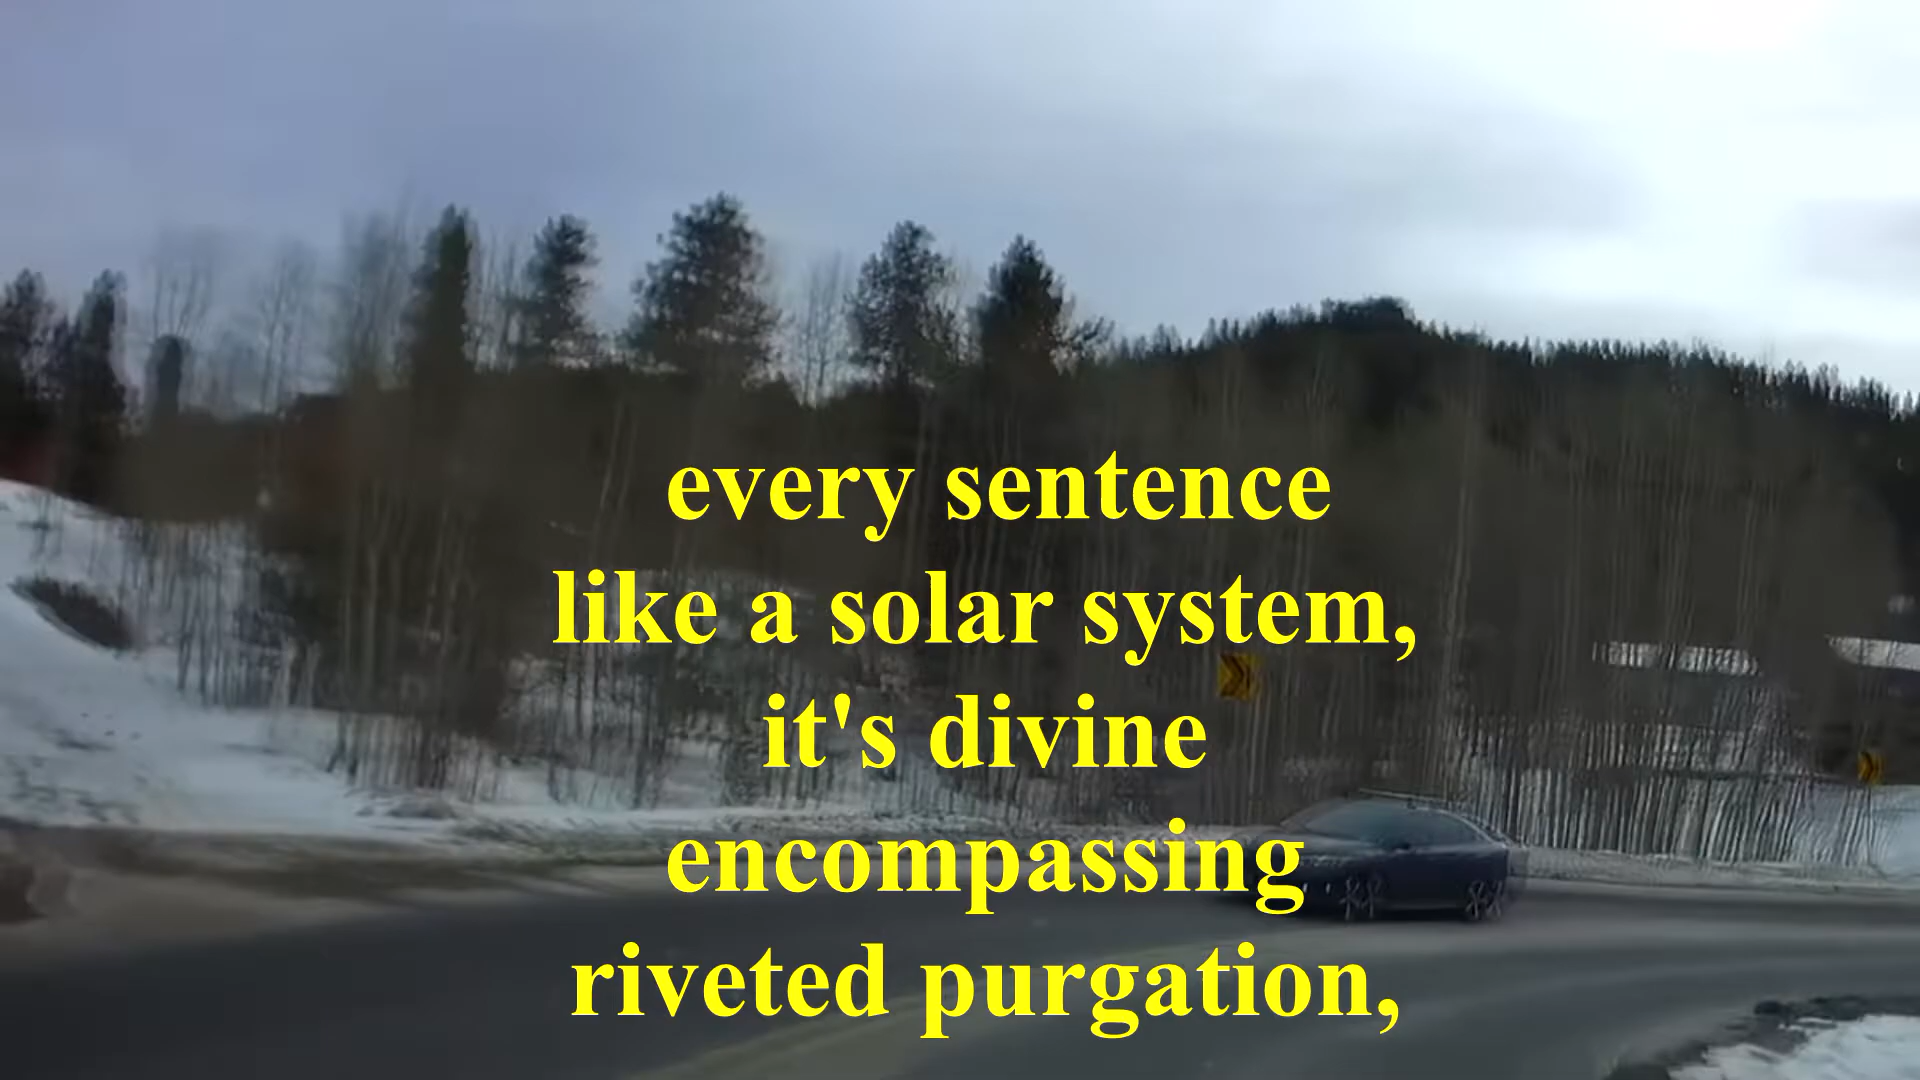 every sentence
like a solar system,
it's divine
encompassing
riveted purgation,